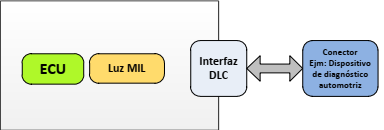 ECU
Luz MIL
Interfaz
DLC
Conector
Ejm: Dispositivo
de diagnóstico
automotriz